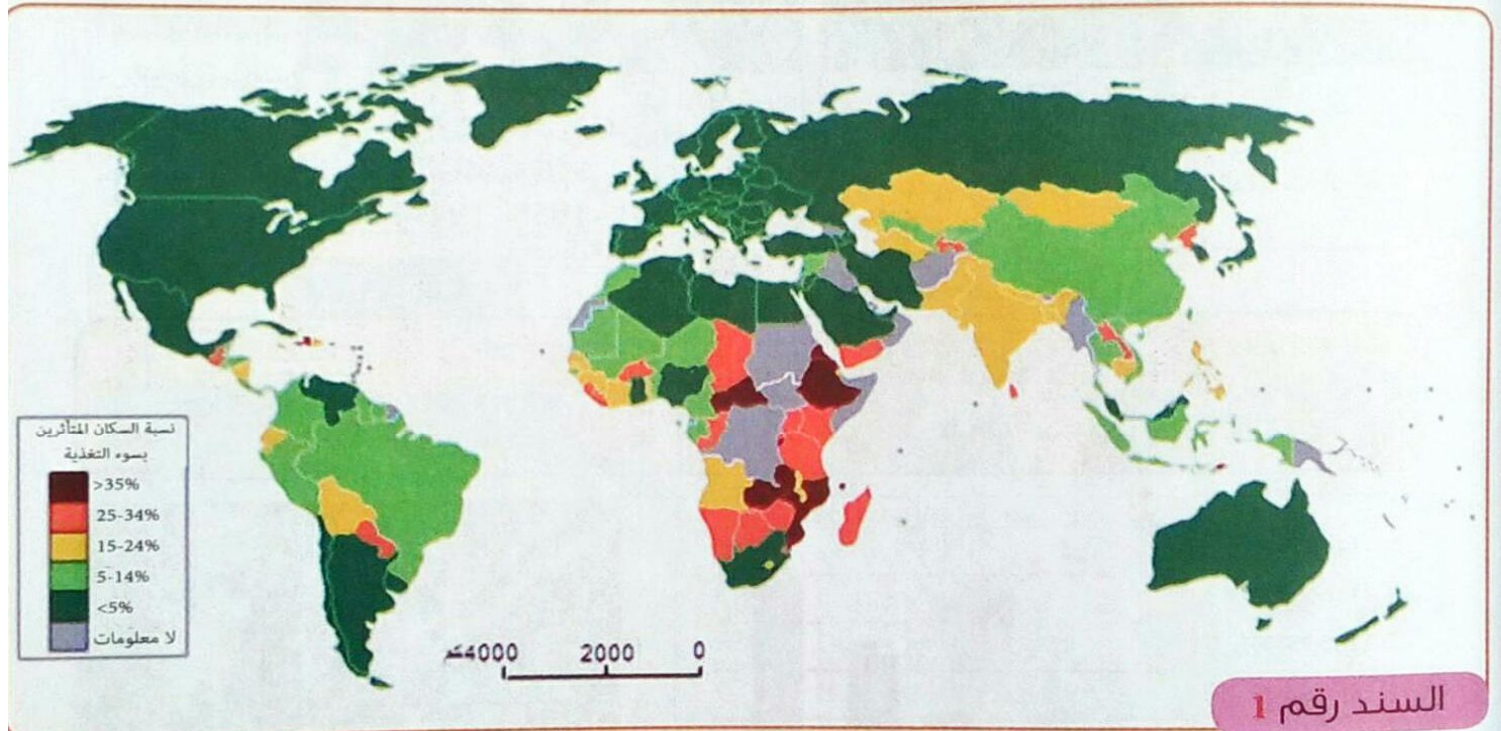 نسبة السكان المتأثرين
بسوء التغذية
>35%
25-34%
15-24%
5-14%
<5%
لا معلومات
4000كم 2000 0
السند رقم 1